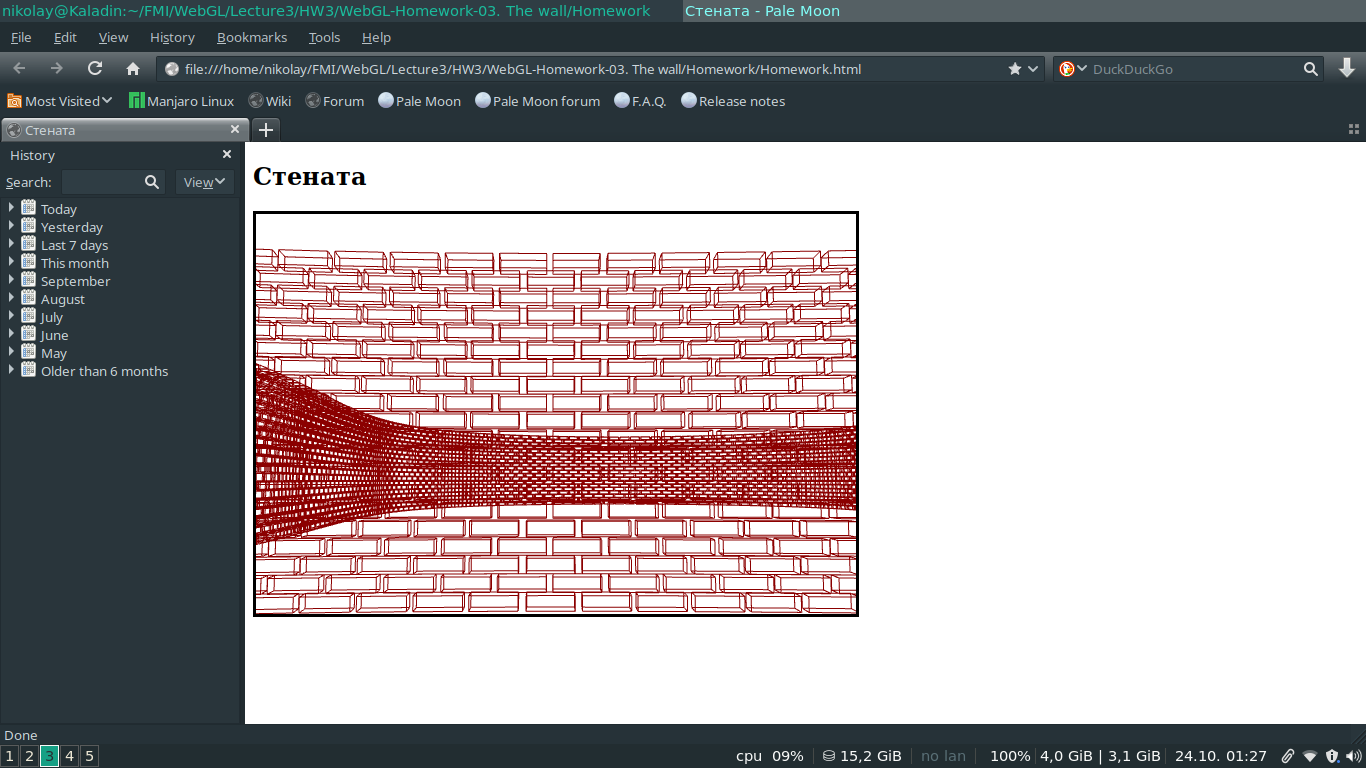 nikolay@Kaladin:~/FMI/WebGL/Lecture3/HW3/WebGL-Homework-03. The wall/Homework Стената - Pale Moon
File Edit View History Bookmarks Tools Help
file:///home/nikolay/FMI/WebGL/Lecture3/HW3/WebGL-Homework-03. The wall/Homework/Homework.html DuckDuckGo
Most Visited Manjaro Linux Wiki Forum Pale Moon Pale Moon forum F.A.Q. Release notes
Стената
History
Search: View
Today
Yesterday
Last 7 days
This month
September
August
July
June
May
Older than 6 months
Стената
Done
1 2 3 4 5 cpu 09% 15,2 GiB no lan 100% 4,0 GiB | 3,1 GiB 24.10. 01:27